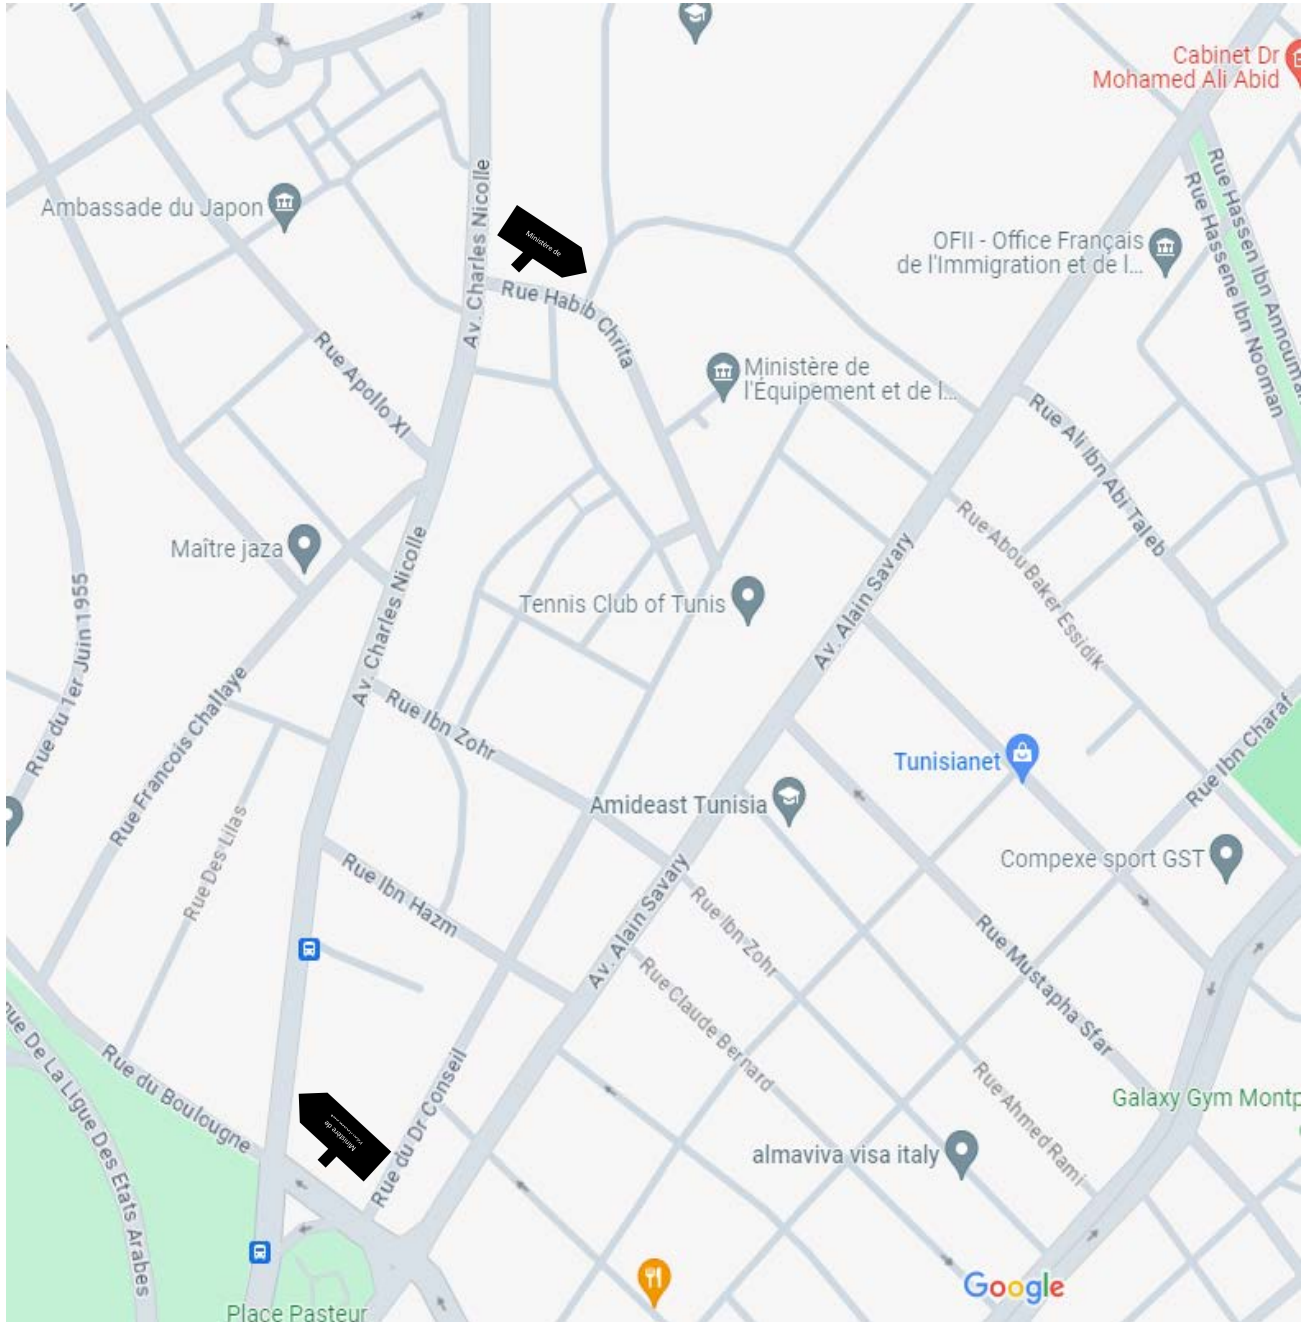 Cabinet Dr
Mohamed Ali Abid
Rue Hassen Ibn Annouman
Rue Hassene Ibn Nooman
Ambassade du Japon
Av. Charles Nicolle
Ministère de
OFII - Office Français
de l'Immigration et de l...
Rue Habib Chrita
Rue Apollo XI
Ministère de
l'Équipement et de l...
Rue Ali Ibn Abi Taleb
Rue Abou Baker Essidik
Maître jaza
Av. Charles Nicolle
Av. Alain Savary
Tennis Club of Tunis
Rue du 1er Juin 1955
Rue Francois Challaye
Rue Ibn Zohr
Rue Ibn Charaf
Tunisianet
Amideast Tunisia
Rue Des Lilas
Compexe sport GST
Rue Ibn Hazm
Av. Alain Savary
Rue Ibn Zohr
Rue Mustapha Sfar
Rue Claude Bernard
nue De La Ligue Des Etats Arabes
Rue du Boulougne
Rue du Dr Conseil
Rue Ahmed Rami
Galaxy Gym Montp
Ministère de
almaviva visa italy
Google
Place Pasteur